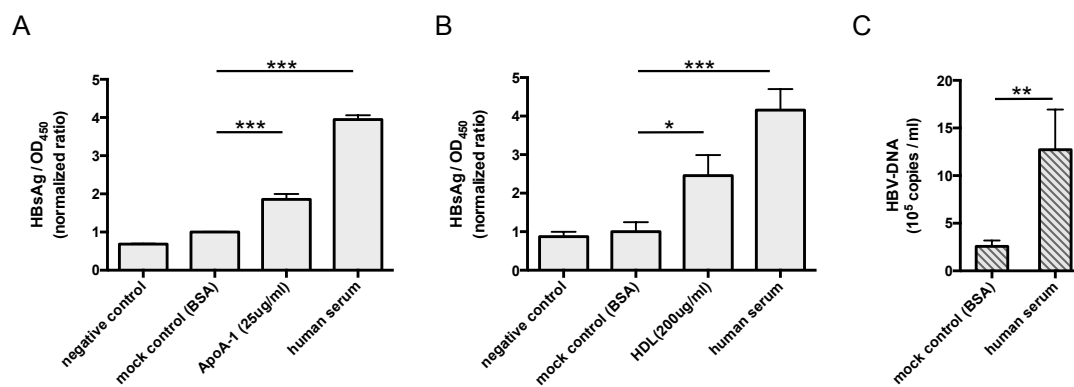 A
HBsAg / OD450
(normalized ratio)
5
4
3
2
1
0
***
***
negative control
mock control (BSA)
ApoA-1 (25ug/ml)
human serum
B
HBsAg / OD450
(normalized ratio)
5
4
3
2
1
0
***
*
negative control
mock control (BSA)
HDL(200ug/ml)
human serum
C
HBV-DNA
(10⁵ copies / ml)
20
15
10
5
0
**
mock control (BSA)
human serum